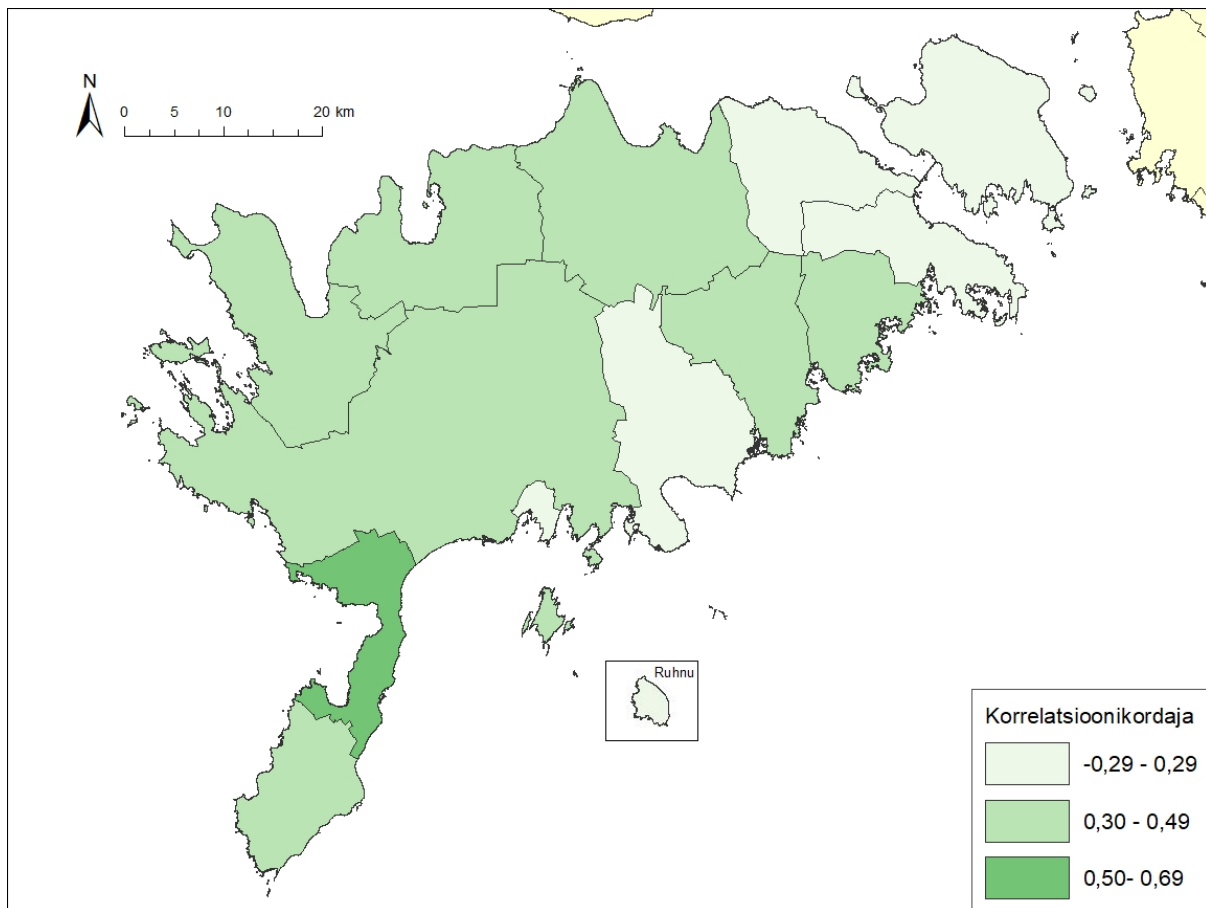 N
0 5 10 20 km
Ruhnu
Korrelatsioonikordaja
-0,29 - 0,29
0,30 - 0,49
0,50- 0,69